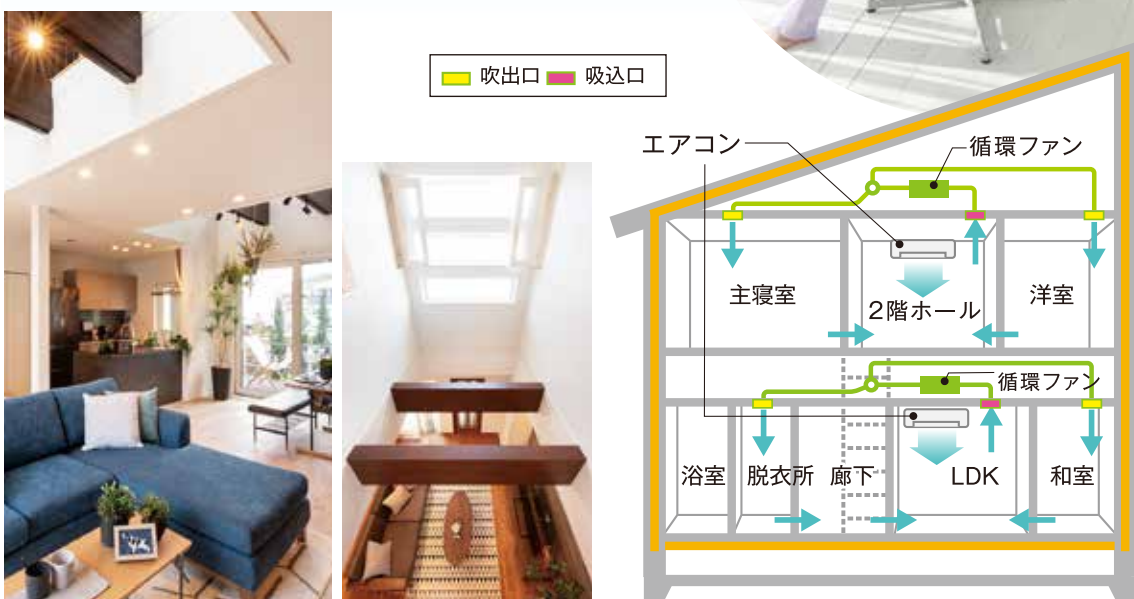 吹出口 吸込口
エアコン
循環ファン
主寝室
2階ホール
洋室
循環ファン
浴室
脱衣所
廊下
LDK
和室